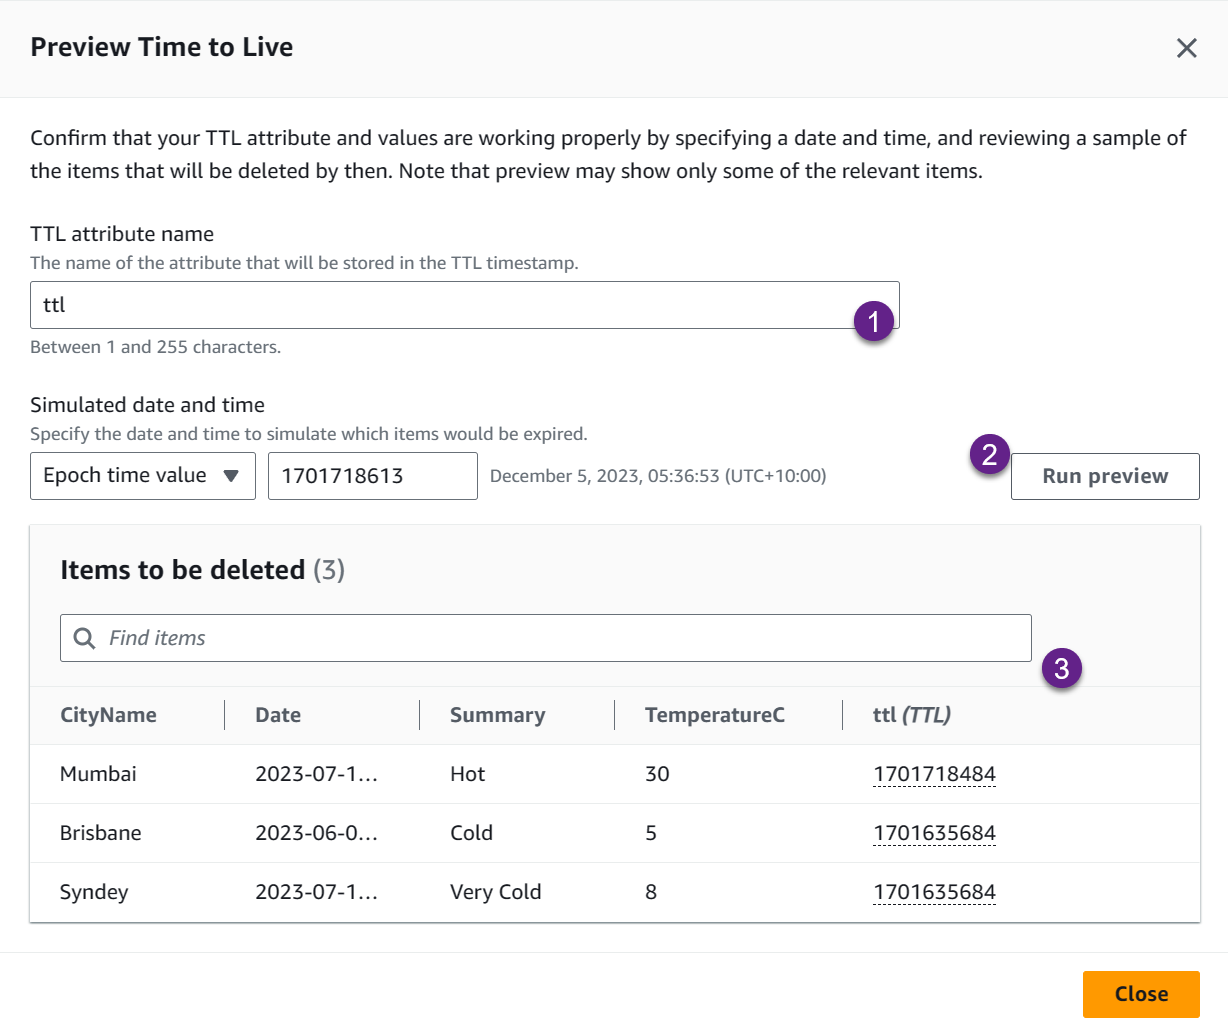 Preview Time to Live
Confirm that your TTL attribute and values are working properly by specifying a date and time, and reviewing a sample of
the items that will be deleted by then. Note that preview may show only some of the relevant items.
TTL attribute name
The name of the attribute that will be stored in the TTL timestamp.
ttl
1
Between 1 and 255 characters.
Simulated date and time
Specify the date and time to simulate which items would be expired.
Epoch time value 1701718613 December 5, 2023, 05:36:53 (UTC+10:00) 2 Run preview
Items to be deleted (3)
Find items
3
CityName Date Summary TemperatureC ttl (TTL)
Mumbai 2023-07-1... Hot 30 1701718484
Brisbane 2023-06-0... Cold 5 1701635684
Syndey 2023-07-1... Very Cold 8 1701635684
Close